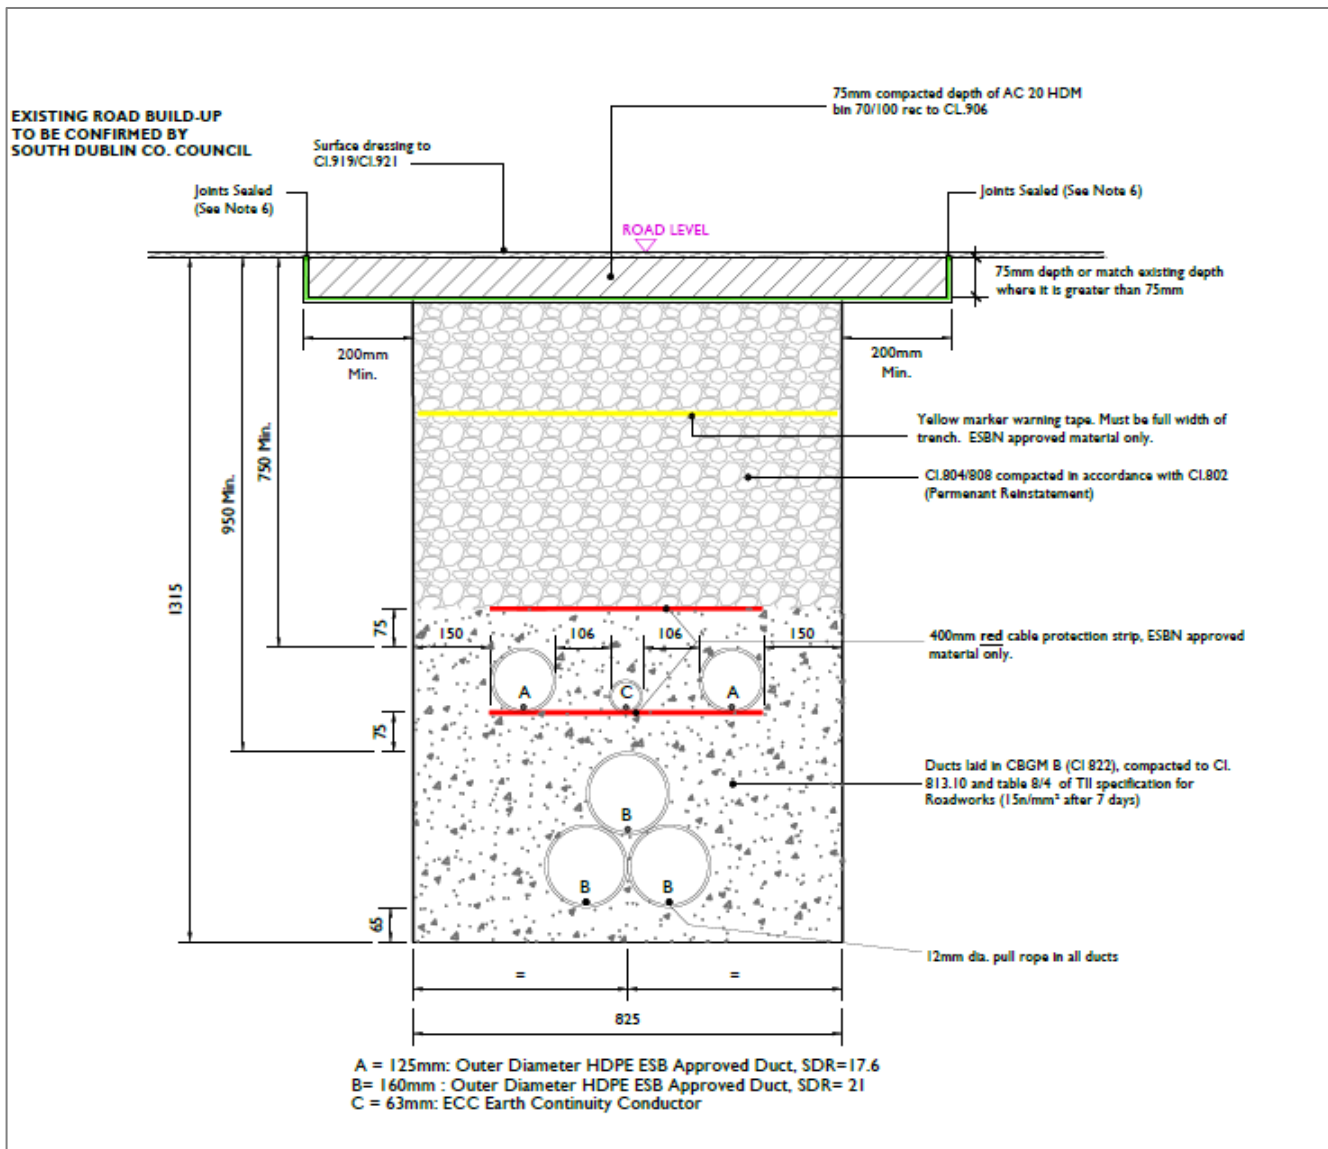 75mm compacted depth of AC 20 HDM
bin 70/100 rec to CL.906
EXISTING ROAD BUILD-UP
TO BE CONFIRMED BY
SOUTH DUBLIN CO. COUNCIL
Surface dressing to
Cl.919/Cl.921
Joints Sealed
(See Note 6)
Joints Sealed (See Note 6)
ROAD LEVEL
75mm depth or match existing depth
where it is greater than 75mm
200mm
Min.
200mm
Min.
Yellow marker warning tape. Must be full width of
trench. ESBN approved material only.
Cl.804/808 compacted in accordance with Cl.802
(Permenant Reinstatement)
750 Min.
950 Min.
1315
75
150
106
106
150
400mm red cable protection strip, ESBN approved
material only.
A
C
A
75
Ducts laid in CBGM B (Cl 822), compacted to Cl.
813.10 and table 8/4 of TII specification for
Roadworks (15n/mm² after 7 days)
B
B
B
65
12mm dia. pull rope in all ducts
=
=
825
A = 125mm: Outer Diameter HDPE ESB Approved Duct, SDR=17.6
B= 160mm : Outer Diameter HDPE ESB Approved Duct, SDR= 21
C = 63mm: ECC Earth Continuity Conductor